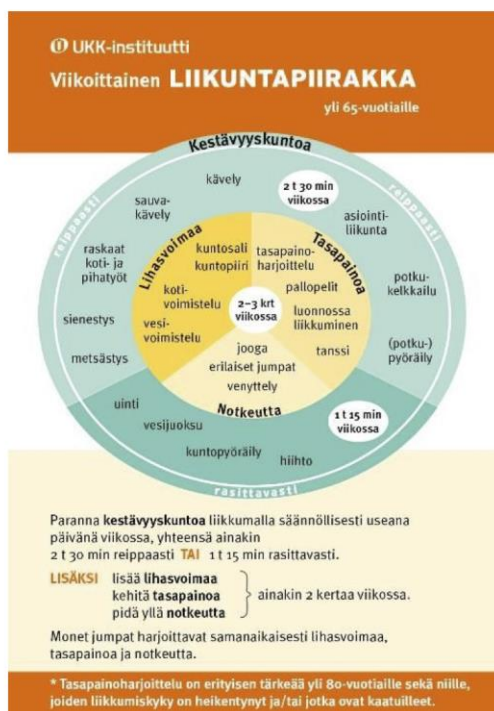 UKK-instituutti
Viikoittainen LIIKUNTAPIIRAKKA
yli 65-vuotiaille
Kestävyyskuntoa
reippaasti
reippaasti
kävely
2 t 30 min
viikossa
sauva-
kävely
asiointi-
liikunta
raskaat
koti- ja
pihatyöt
potku-
kelkkailu
sienestys
metsästys
(potku-)
pyöräily
Lihasvoimaa
kuntosali
kuntopiiri
koti-
voimistelu
vesi-
voimistelu
Tasapainoa
tasapaino-
harjoittelu
pallopelit
luonnossa
liikkuminen
tanssi
2–3 krt
viikossa
jooga
erilaiset jumpat
venyttely
Notkeutta
uinti
vesijuoksu
kuntopyöräily
hiihto
1 t 15 min
viikossa
rasittavasti
Paranna kestävyyskuntoa liikkumalla säännöllisesti useana
päivänä viikossa, yhteensä ainakin
2 t 30 min reippaasti TAI 1 t 15 min rasittavasti.
LISÄKSI lisää lihasvoimaa
kehitä tasapainoa
pidä yllä notkeutta
ainakin 2 kertaa viikossa.
Monet jumpat harjoittavat samanaikaisesti lihasvoimaa,
tasapainoa ja notkeutta.
* Tasapainoharjoittelu on erityisen tärkeää yli 80-vuotiaille sekä niille,
joiden liikkumiskyky on heikentynyt ja/tai jotka ovat kaatuilleet.